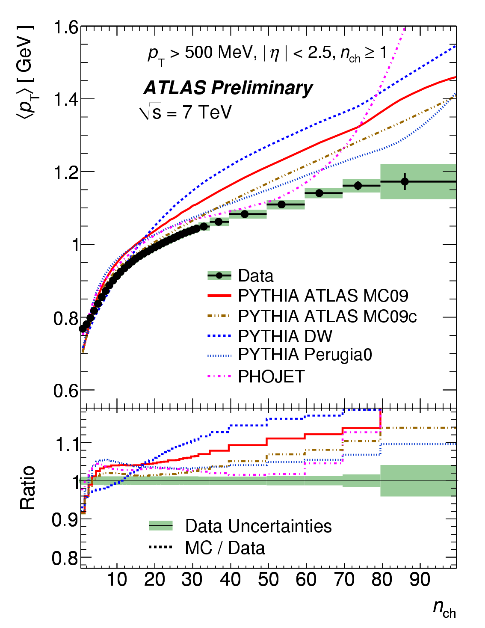 p_T > 500 MeV, | η | < 2.5, n_ch ≥ 1
ATLAS Preliminary
√s = 7 TeV
⟨p_T⟩ [ GeV ]
1.6
1.4
1.2
1
0.8
0.6
Data
PYTHIA ATLAS MC09
PYTHIA ATLAS MC09c
PYTHIA DW
PYTHIA Perugia0
PHOJET
Ratio
1.1
1
0.9
0.8
Data Uncertainties
MC / Data
10 20 30 40 50 60 70 80 90
n_ch